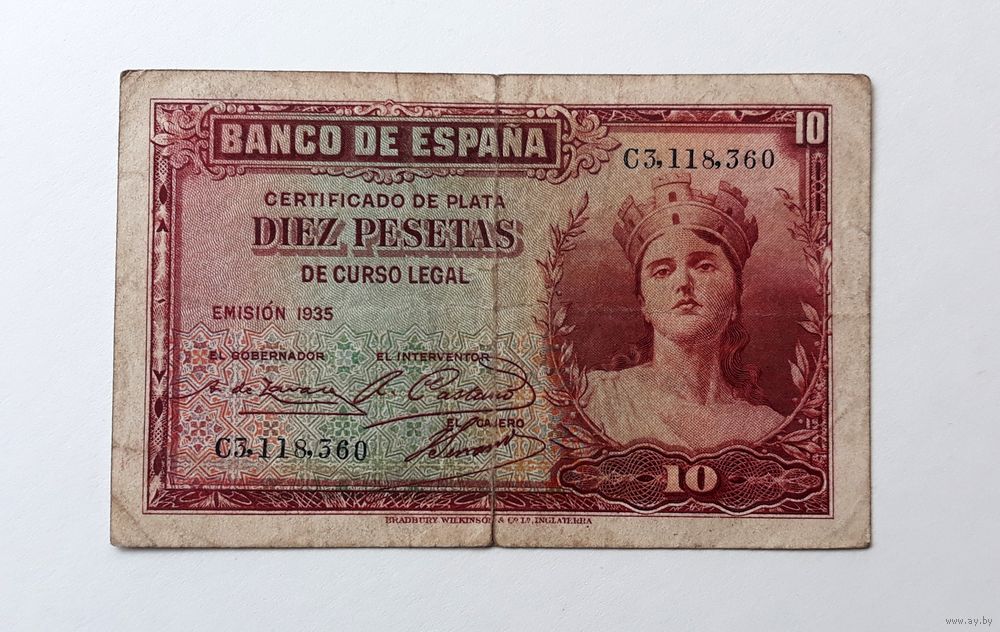 BANCO DE ESPAÑA
10
C3,118,360
CERTIFICADO DE PLATA
DIEZ PESETAS
DE CURSO LEGAL
EMISIÓN 1935
EL GOBERNADOR EL INTERVENTOR
EL CAJERO
C3,118,360
10
BRADBURY WILKINSON & Cº Lº, INGLATERRA
www.ay.by